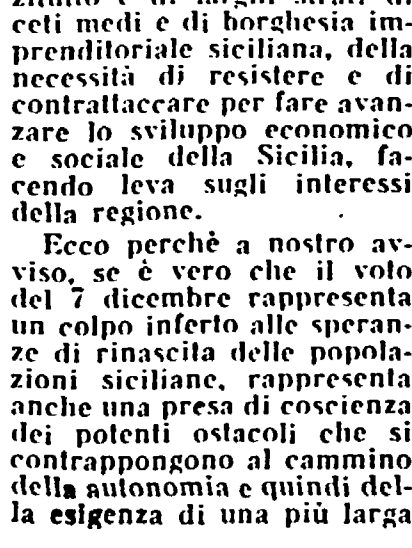 ceti medi e di borghesia im-
prenditoriale siciliana, della
necessità di resistere e di
contrattaccare per fare avan-
zare lo sviluppo economico
e sociale della Sicilia, fa-
cendo leva sugli interessi
della regione.
Ecco perchè a nostro av-
viso, se è vero che il voto
del 7 dicembre rappresenta
un colpo inferto alle speran-
ze di rinascita delle popola-
zioni siciliane, rappresenta
anche una presa di coscienza
dei potenti ostacoli che si
contrappongono al cammino
della autonomia e quindi del-
la esigenza di una più larga